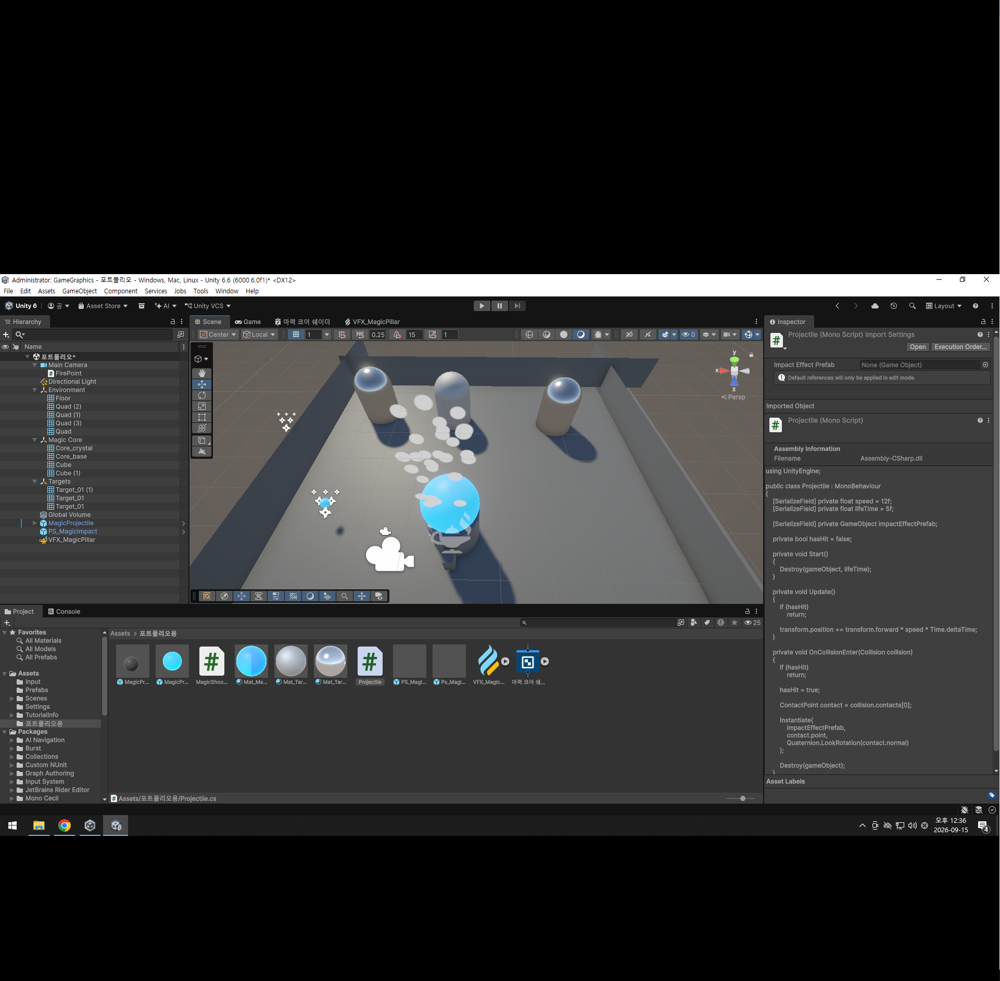 Administrator: GameGraphics - 포트폴리오 - Windows, Mac, Linux - Unity 6.6 (6000.6.0f1)* <DX12>
File Edit Assets GameObject Component Services Jobs Tools Window Help
Unity 6 공 Asset Store AI Unity VCS Layout
Hierarchy
Name
포트폴리오*
Main Camera
FirePoint
Directional Light
Environment
Floor
Quad (2)
Quad (1)
Quad (3)
Quad
Magic Core
Core_crystal
Core_base
Cube
Cube (1)
Targets
Target_01 (1)
Target_01
Target_01
Global Volume
MagicProjectile
PS_MagicImpact
VFX_MagicPillar
Scene Game 마력 코어 쉐이더 VFX_MagicPillar
Center Local 1 0.25 15 1 2D 0
y
x
z
Persp
Inspector
Projectile (Mono Script) Import Settings
Open Execution Order...
Impact Effect Prefab None (Game Object)
Default references will only be applied in edit mode.
Imported Object
Projectile (Mono Script)
Assembly Information
Filename Assembly-CSharp.dll
using UnityEngine;
public class Projectile : MonoBehaviour
{
[SerializeField] private float speed = 12f;
[SerializeField] private float lifeTime = 5f;
[SerializeField] private GameObject impactEffectPrefab;
private bool hasHit = false;
private void Start()
{
Destroy(gameObject, lifeTime);
}
private void Update()
{
if (hasHit)
return;
transform.position += transform.forward * speed * Time.deltaTime;
}
private void OnCollisionEnter(Collision collision)
{
if (hasHit)
return;
hasHit = true;
ContactPoint contact = collision.contacts[0];
Instantiate(
impactEffectPrefab,
contact.point,
Quaternion.LookRotation(contact.normal)
);
Destroy(gameObject);
}
Asset Labels
Project Console
25
Favorites
All Materials
All Models
All Prefabs
Assets
Input
Prefabs
Scenes
Settings
TutorialInfo
포트폴리오용
Packages
AI Navigation
Burst
Collections
Custom NUnit
Graph Authoring
Input System
JetBrains Rider Editor
Mono Cecil
Assets > 포트폴리오용
MagicPr... MagicPr... MagicShoo... Mat_Ma... Mat_Tar... Mat_Tar... Projectile PS_Magi... Ps_Magi... VFX_Magic... 마력 코어 쉐...
Assets/포트폴리오용/Projectile.cs
오후 12:36
2026-09-15
4